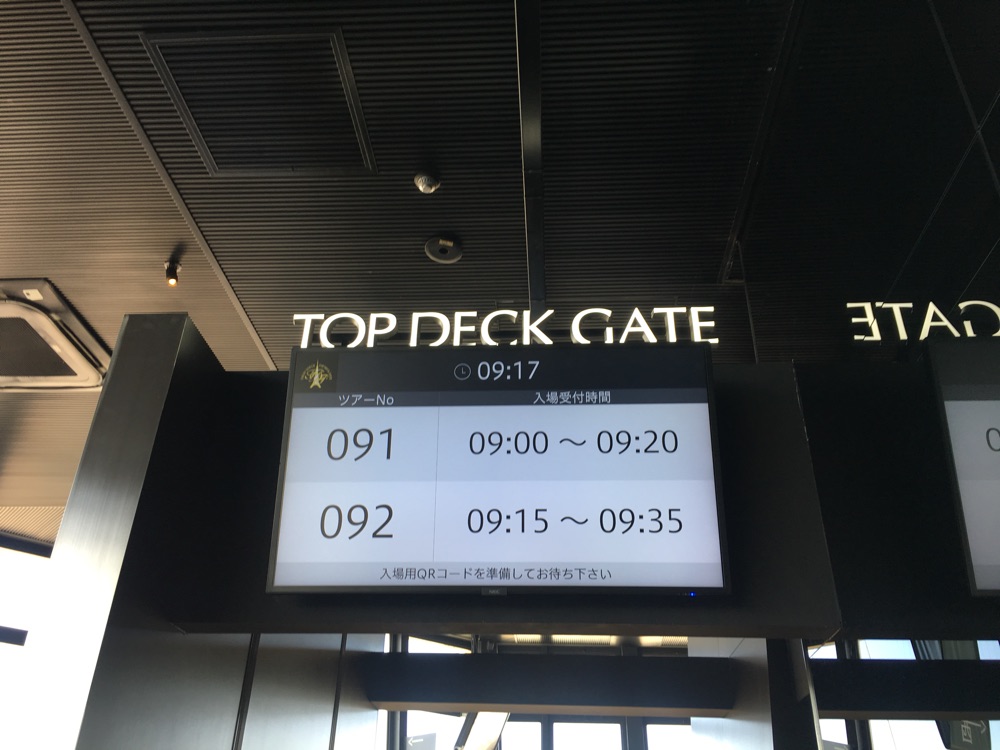 TOP DECK GATE
09:17
ツアーNo 入場受付時間
091 09:00 ～ 09:20
092 09:15 ～ 09:35
入場用QRコードを準備してお待ち下さい